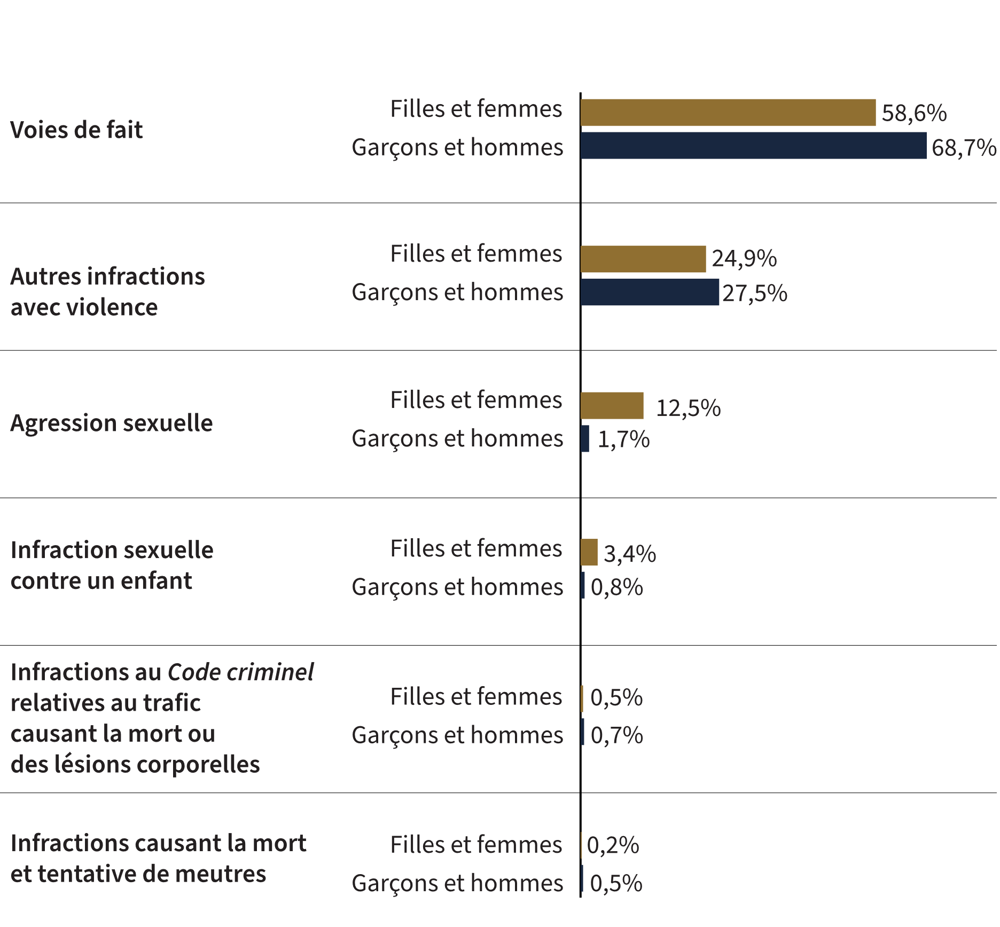 Voies de fait
Filles et femmes
58,6%
Garçons et hommes
68,7%
Autres infractions
avec violence
Filles et femmes
24,9%
Garçons et hommes
27,5%
Agression sexuelle
Filles et femmes
12,5%
Garçons et hommes
1,7%
Infraction sexuelle
contre un enfant
Filles et femmes
3,4%
Garçons et hommes
0,8%
Infractions au Code criminel
relatives au trafic
causant la mort ou
des lésions corporelles
Filles et femmes
0,5%
Garçons et hommes
0,7%
Infractions causant la mort
et tentative de meutres
Filles et femmes
0,2%
Garçons et hommes
0,5%